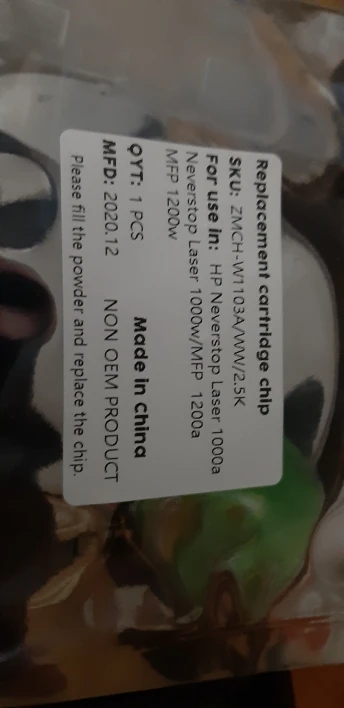 Replacement cartridge chip
SKU: ZMCH-W1103A/WW/2.5K
For use in: HP Neverstop Laser 1000a
Neverstop Laser 1000w/MFP 1200a
MFP 1200w
QYT: 1 PCS Made in China
MFD: 2020.12 NON OEM PRODUCT
Please fill the powder and replace the chip.